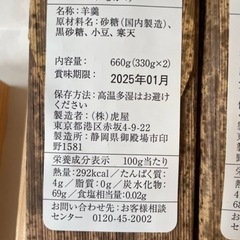 名称：羊羹
原材料名：砂糖（国内製造）、
黒砂糖、小豆、寒天
内容量： 660g(330g×2)
賞味期限： 2025年01月
保存方法：高温多湿はお避け
ください
製造者：（株）虎屋
東京都港区赤坂4-9-22
製造所：静岡県御殿場市印
野1581
栄養成分表示 100g当たり
熱量：292kcal／たんぱく質：
4g／脂質：0g／炭水化物：
69g／食塩相当量：0.02g
お問い合わせ先：お客様
センター 0120-45-2002